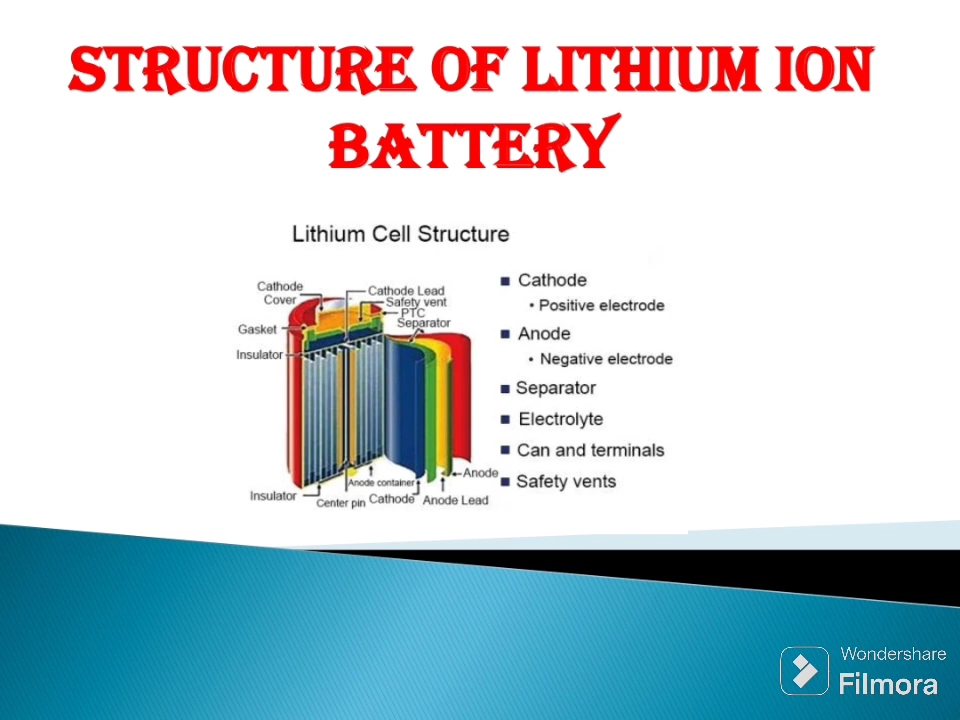 STRUCTURE OF LITHIUM ION
BATTERY
Lithium Cell Structure
Cathode
Cover
Cathode Lead
Safety vent
PTC
Separator
Gasket
Insulator
Insulator
Center pin
Anode container
Cathode
Anode Lead
Anode
■ Cathode
• Positive electrode
■ Anode
• Negative electrode
■ Separator
■ Electrolyte
■ Can and terminals
■ Safety vents
Wondershare
Filmora